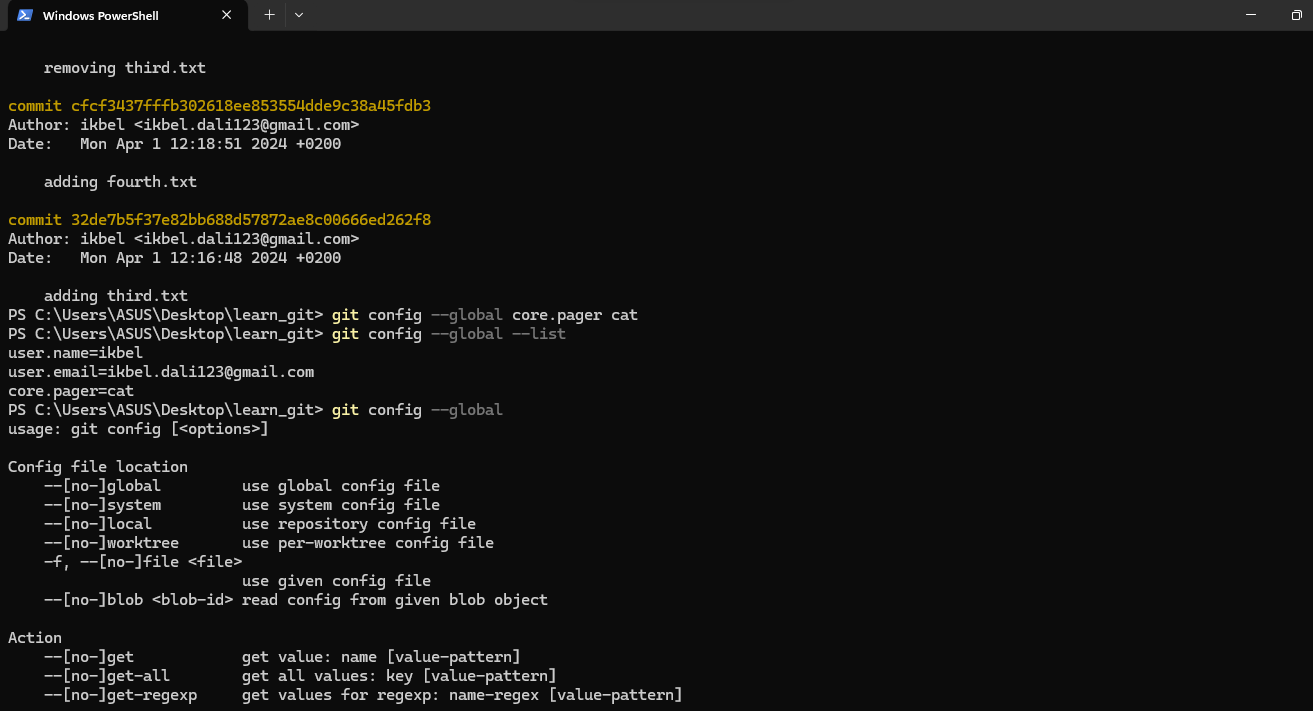 Windows PowerShell
removing third.txt
commit cfcf3437fffb302618ee853554dde9c38a45fdb3
Author: ikbel <ikbel.dali123@gmail.com>
Date:   Mon Apr 1 12:18:51 2024 +0200
adding fourth.txt
commit 32de7b5f37e82bb688d57872ae8c00666ed262f8
Author: ikbel <ikbel.dali123@gmail.com>
Date:   Mon Apr 1 12:16:48 2024 +0200
adding third.txt
PS C:\Users\ASUS\Desktop\learn_git> git config --global core.pager cat
PS C:\Users\ASUS\Desktop\learn_git> git config --global --list
user.name=ikbel
user.email=ikbel.dali123@gmail.com
core.pager=cat
PS C:\Users\ASUS\Desktop\learn_git> git config --global
usage: git config [<options>]
Config file location
--[no-]global         use global config file
--[no-]system         use system config file
--[no-]local          use repository config file
--[no-]worktree       use per-worktree config file
-f, --[no-]file <file>
use given config file
--[no-]blob <blob-id> read config from given blob object
Action
--[no-]get            get value: name [value-pattern]
--[no-]get-all        get all values: key [value-pattern]
--[no-]get-regexp     get values for regexp: name-regex [value-pattern]